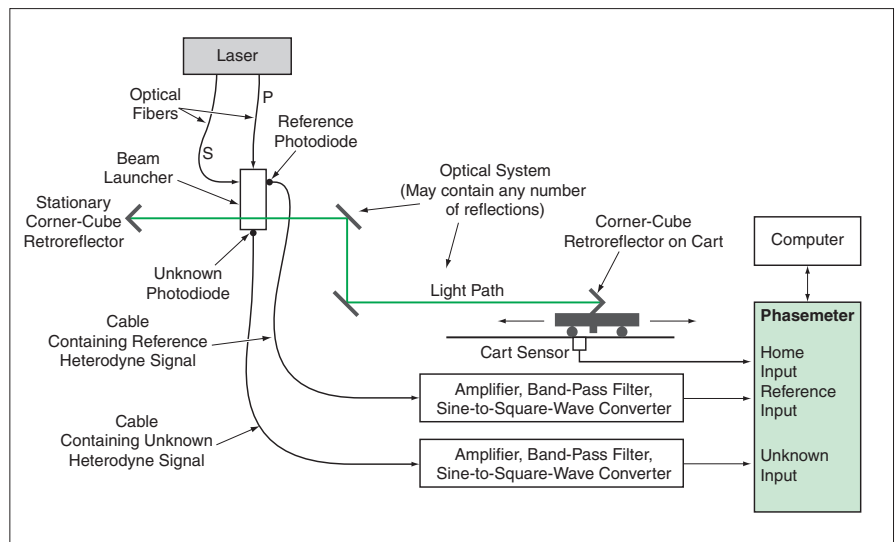 Laser
Optical
Fibers
P
S
Reference
Photodiode
Beam
Launcher
Stationary
Corner-Cube
Retroreflector
Optical System
(May contain any number
of reflections)
Corner-Cube
Retroreflector on Cart
Computer
Unknown
Photodiode
Light Path
Cable
Containing Reference
Heterodyne Signal
Cart Sensor
Phasemeter
Home
Input
Reference
Input
Unknown
Input
Amplifier, Band-Pass Filter,
Sine-to-Square-Wave Converter
Cable
Containing Unknown
Heterodyne Signal
Amplifier, Band-Pass Filter,
Sine-to-Square-Wave Converter